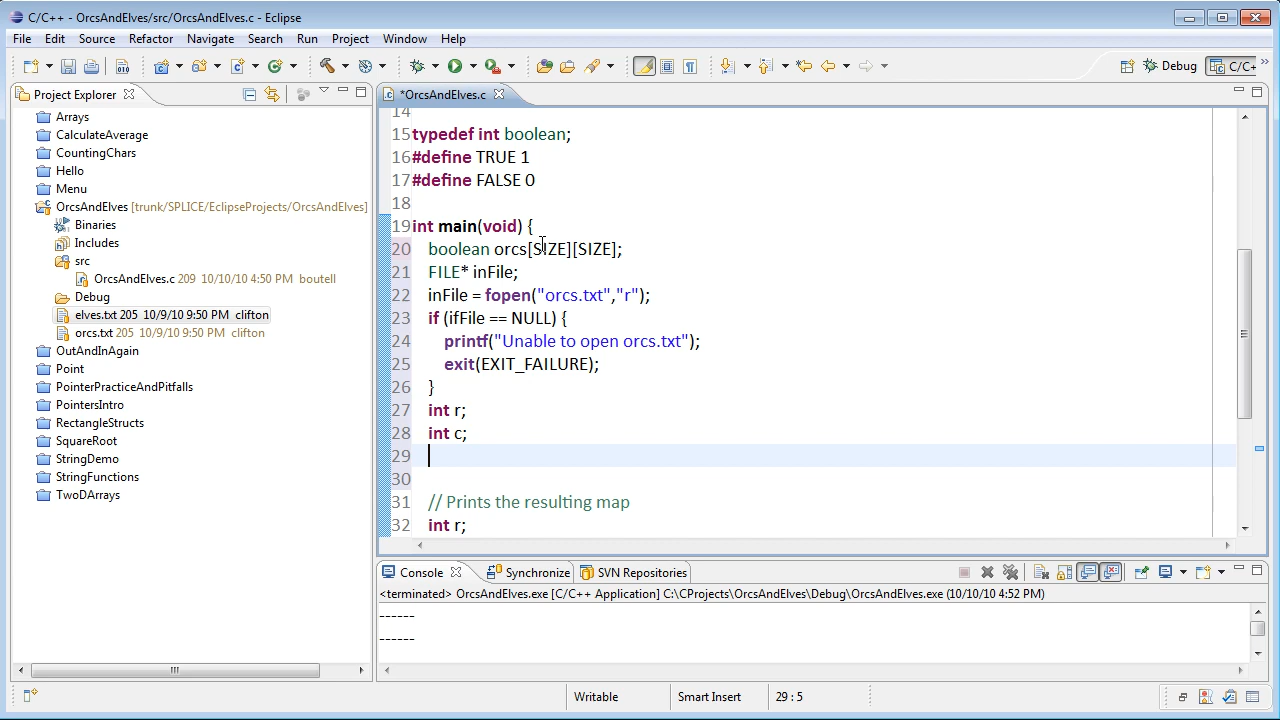 C/C++ - OrcsAndElves/src/OrcsAndElves.c - Eclipse
File Edit Source Refactor Navigate Search Run Project Window Help
Debug C/C+
Project Explorer
Arrays
CalculateAverage
CountingChars
Hello
Menu
OrcsAndElves [trunk/SPLICE/EclipseProjects/OrcsAndElves]
Binaries
Includes
src
OrcsAndElves.c 209 10/10/10 4:50 PM boutell
Debug
elves.txt 205 10/9/10 9:50 PM clifton
orcs.txt 205 10/9/10 9:50 PM clifton
OutAndInAgain
Point
PointerPracticeAndPitfalls
PointersIntro
RectangleStructs
SquareRoot
StringDemo
StringFunctions
TwoDArrays
*OrcsAndElves.c
14
15 typedef int boolean;
16 #define TRUE 1
17 #define FALSE 0
18
19 int main(void) {
20 boolean orcs[SIZE][SIZE];
21 FILE* inFile;
22 inFile = fopen("orcs.txt","r");
23 if (ifFile == NULL) {
24 printf("Unable to open orcs.txt");
25 exit(EXIT_FAILURE);
26 }
27 int r;
28 int c;
29
30
31 // Prints the resulting map
32 int r;
Console Synchronize SVN Repositories
<terminated> OrcsAndElves.exe [C/C++ Application] C:\CProjects\OrcsAndElves\Debug\OrcsAndElves.exe (10/10/10 4:52 PM)
------
------
Writable Smart Insert 29 : 5